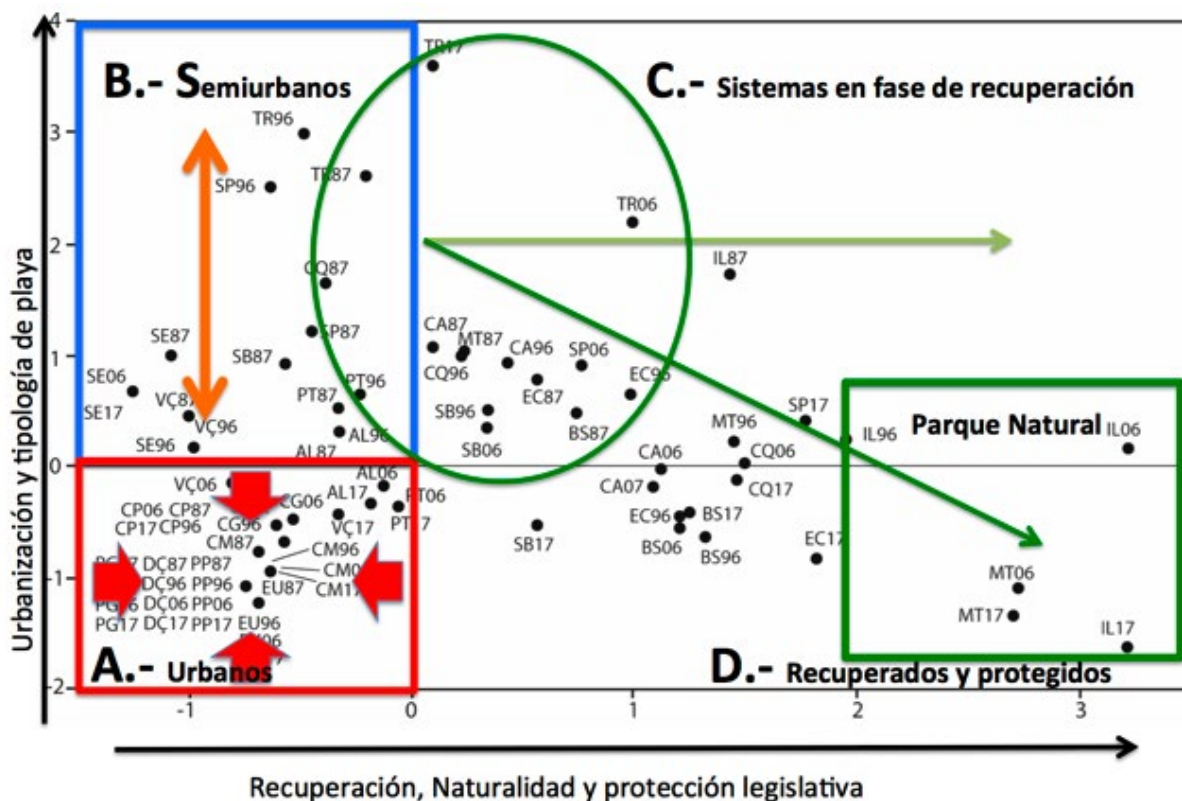 4
3
2
1
0
-1
-2
-1
0
1
2
3
Urbanización y tipología de playa
Recuperación, Naturalidad y protección legislativa
B.- Semiurbanos
C.- Sistemas en fase de recuperación
A.- Urbanos
D.- Recuperados y protegidos
Parque Natural
TR17
TR96
SP96
TR87
TR06
IL87
CQ87
SP87
SE87
SB87
CA87
MT87
CA96
SP06
CQ96
EC87
EC96
SE06
SE17
VÇ87
VÇ96
SE96
PT87
PT96
AL96
AL87
SB96
SB06
BS87
SP17
MT96
IL96
IL06
CA06
CQ06
CA07
CQ17
VÇ06
AL06
AL17
PT06
PT17
VÇ17
CG06
CG96
CP06 CP87
CP17 CP96
CM87
CM96
CM17
EC96
BS17
BS06
BS96
SB17
EC17
MT06
MT17
IL17
DÇ87 PP87
DÇ96 PP96
DÇ06 PP06
PG17 DÇ17 PP17
EU87
EU96